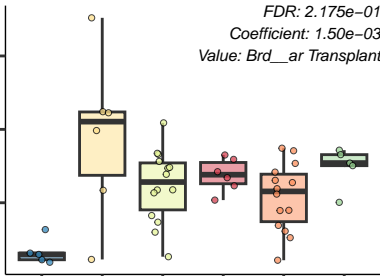 FDR: 2.175e−01
Coefficient: 1.50e−03
Value: Brd__ar Transplant